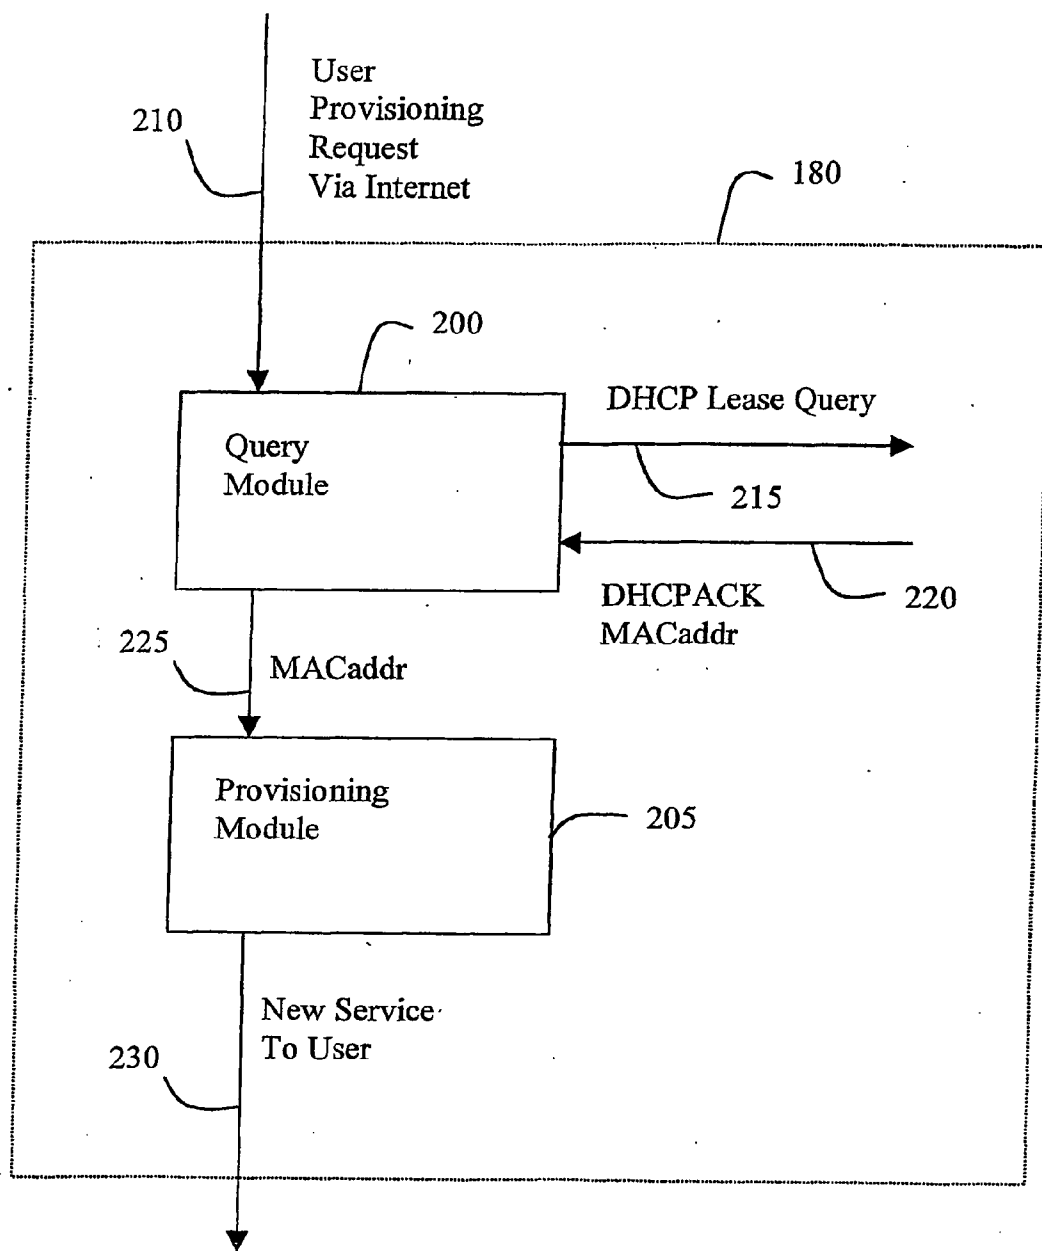 User
Provisioning
Request
Via Internet
210
180
200
Query
Module
DHCP Lease Query
215
DHCPACK
MACaddr
220
225
MACaddr
Provisioning
Module
205
New Service
To User
230